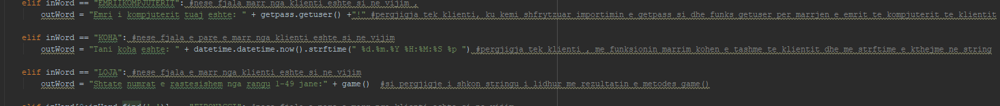 elif inWord == "EMRIIKOMPJUTERIT": #nese fjala marr nga klienti eshte si ne vijim ,
outWord = "Emri i kompjuterit tuaj eshte: " + getpass.getuser() +"!" #pergjigja tek klienti, ku kemi shfrytzuar importimin e getpass si dhe funks getuser per marrjen e emrit te kompjuterit te klientit
elif inWord == "KOHA": #nese fjala e pare e marr nga klienti eshte si ne vijim
outWord = "Tani koha eshte: " + datetime.datetime.now().strftime(" %d.%m.%Y %H:%M:%S %p ") #pergjigja tek klienti , me funksionin marrim kohen e tashme te klientit dhe me strftime e kthejme ne string
elif inWord == "LOJA": #nese fjala e marr nga klienti eshte si ne vijim
outWord = "Shtate numrat e rastesishem nga rangu 1-49 jane:" + game() #si pergjigje i shkon stringu i lidhur me rezultatin e metodes game()